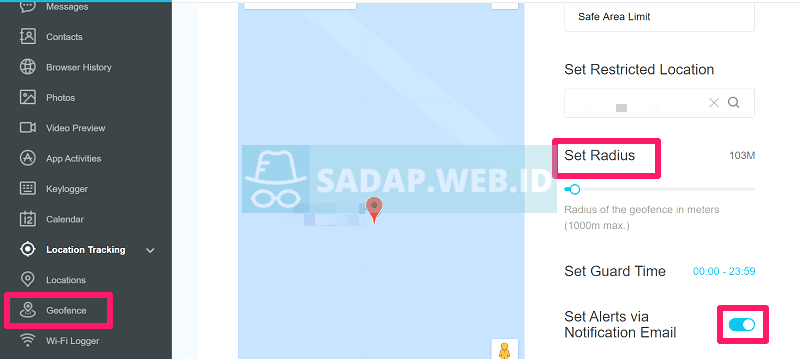 Messages
Contacts
Browser History
Photos
Video Preview
App Activities
Keylogger
Calendar
12
Location Tracking
Locations
Geofence
Wi-Fi Logger
SADAP.WEB.ID
Safe Area Limit
Set Restricted Location
Set Radius
103M
Radius of the geofence in meters
(1000m max.)
Set Guard Time
00:00 - 23:59
Set Alerts via
Notification Email